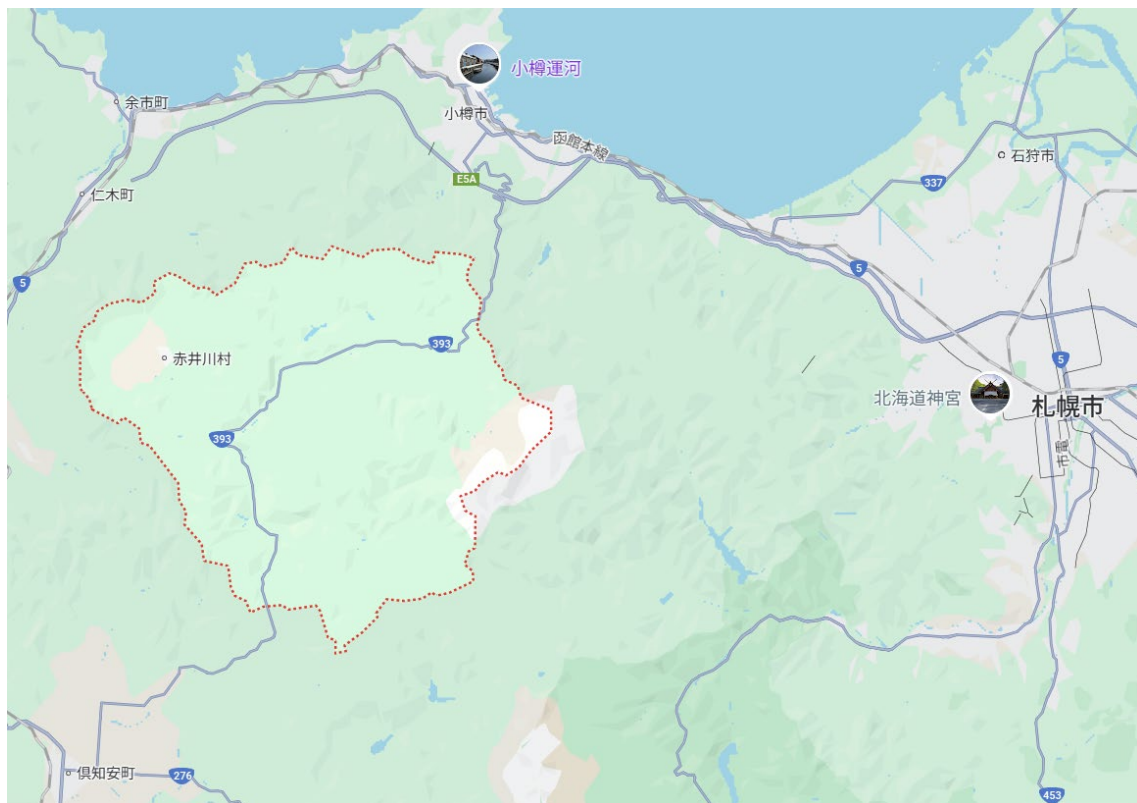 小樽運河
余市町
小樽市
函館本線
石狩市
E5A
337
仁木町
5
5
393
赤井川村
5
北海道神宮
札幌市
393
市電
倶知安町
276
453